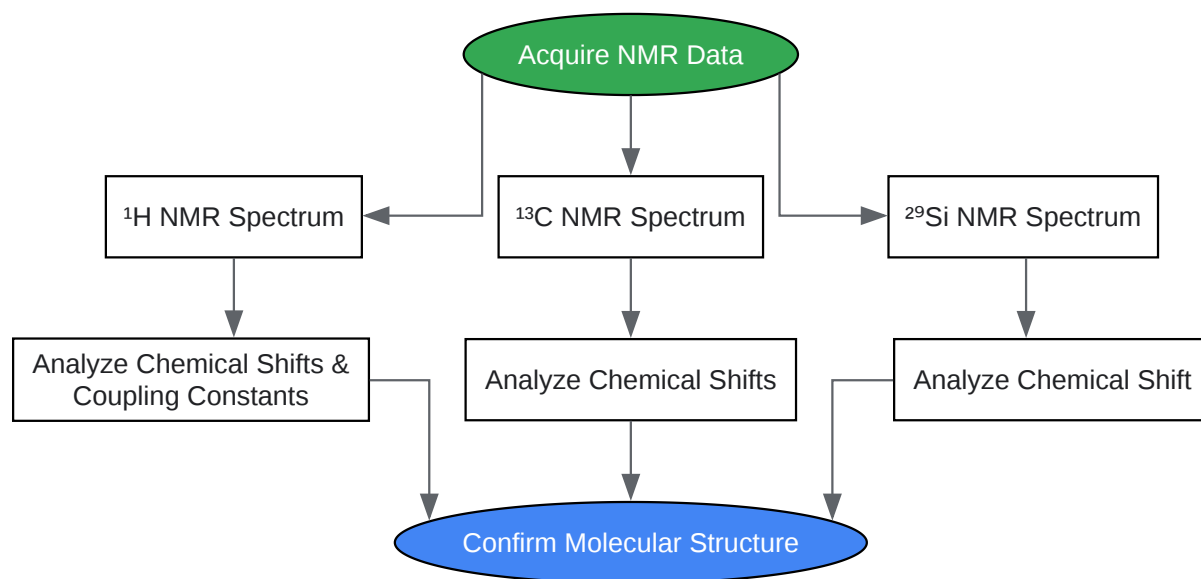 Acquire NMR Data
¹H NMR Spectrum
¹³C NMR Spectrum
²⁹Si NMR Spectrum
Analyze Chemical Shifts &
Coupling Constants
Analyze Chemical Shifts
Analyze Chemical Shift
Confirm Molecular Structure